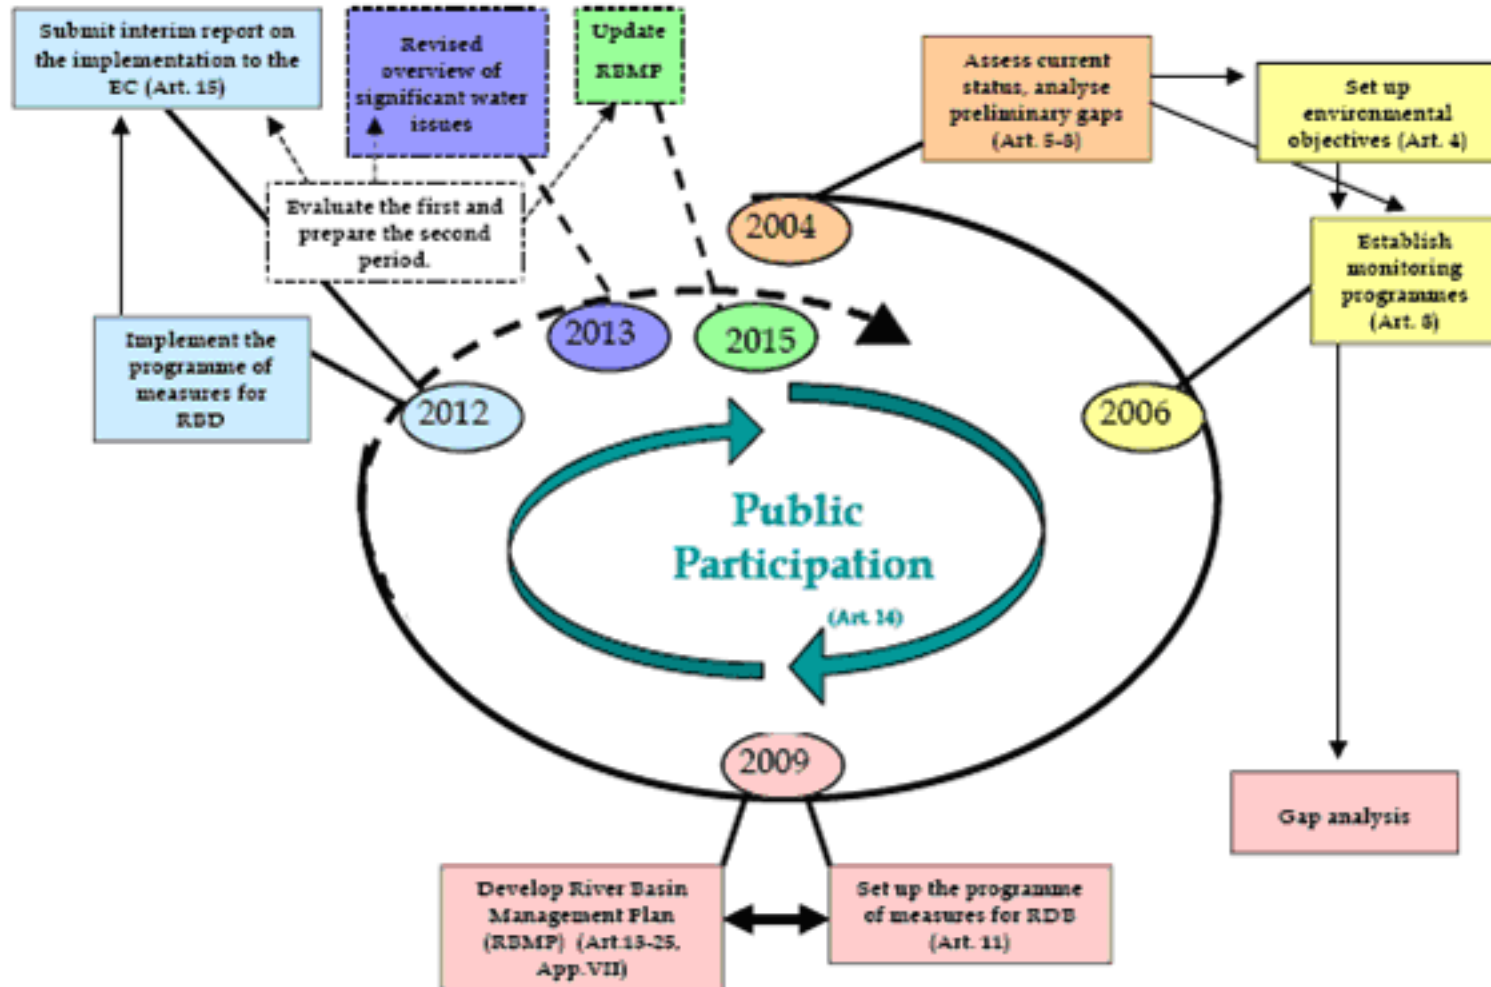 Submit interim report on
the implementation to the
EC (Art. 15)
Revised
overview of
significant water
issues
Update
RBMP
Assess current
status, analyse
preliminary gaps
(Art. 5-8)
Set up
environmental
objectives (Art. 4)
Evaluate the first and
prepare the second
period.
2004
Establish
monitoring
programmes
(Art. 8)
Implement the
programme of
measures for
RBD
2013
2015
2012
2006
Public
Participation
(Art. 14)
2009
Gap analysis
Develop River Basin
Management Plan
(RBMP) (Art.13-25,
App.VII)
Set up the programme
of measures for RDB
(Art. 11)